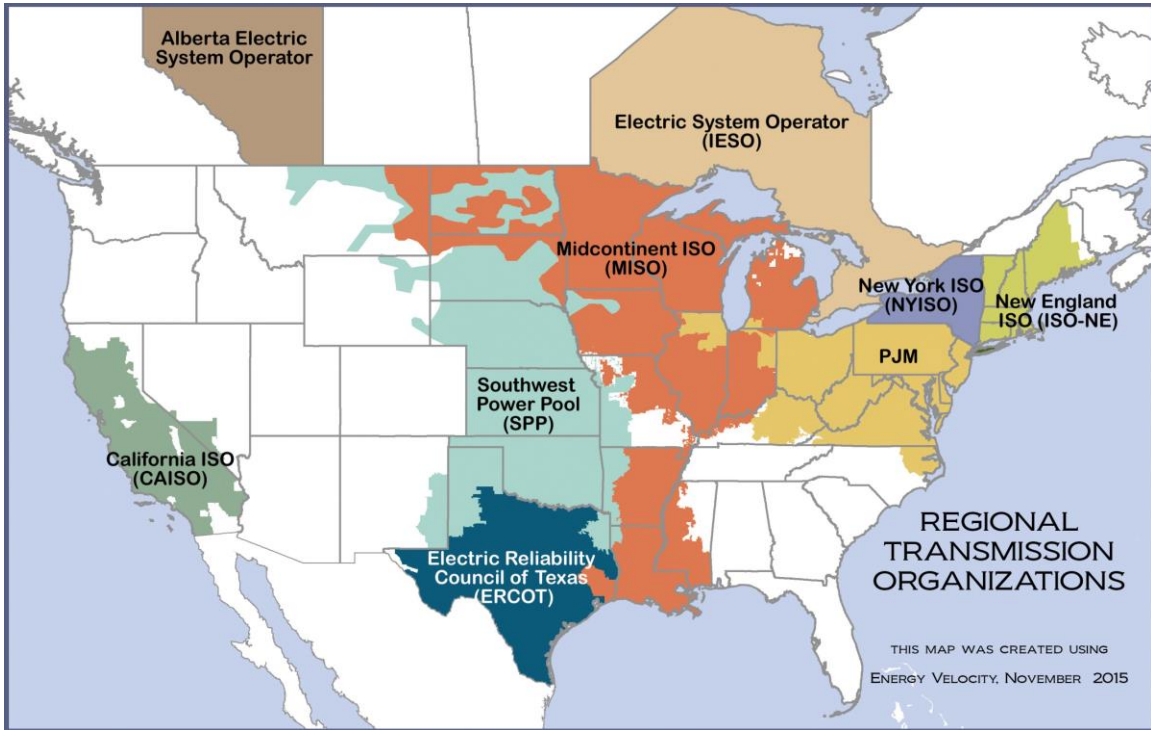 Alberta Electric
System Operator
Electric System Operator
(IESO)
Midcontinent ISO
(MISO)
New York ISO
(NYISO)
New England
ISO (ISO-NE)
PJM
Southwest
Power Pool
(SPP)
California ISO
(CAISO)
Electric Reliability
Council of Texas
(ERCOT)
REGIONAL
TRANSMISSION
ORGANIZATIONS
THIS MAP WAS CREATED USING
ENERGY VELOCITY, NOVEMBER 2015